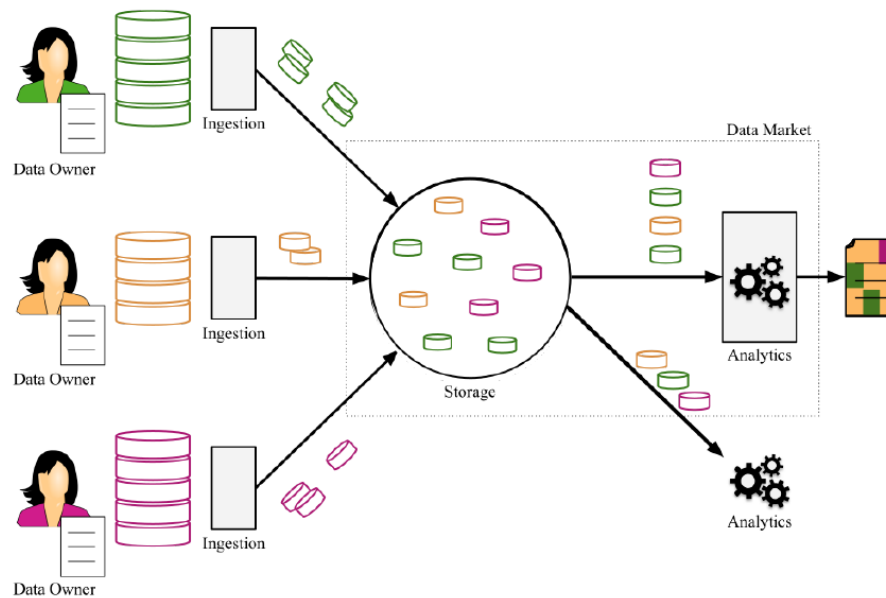 Ingestion
Data Owner
Data Market
Ingestion
Data Owner
Storage
Analytics
Ingestion
Analytics
Data Owner